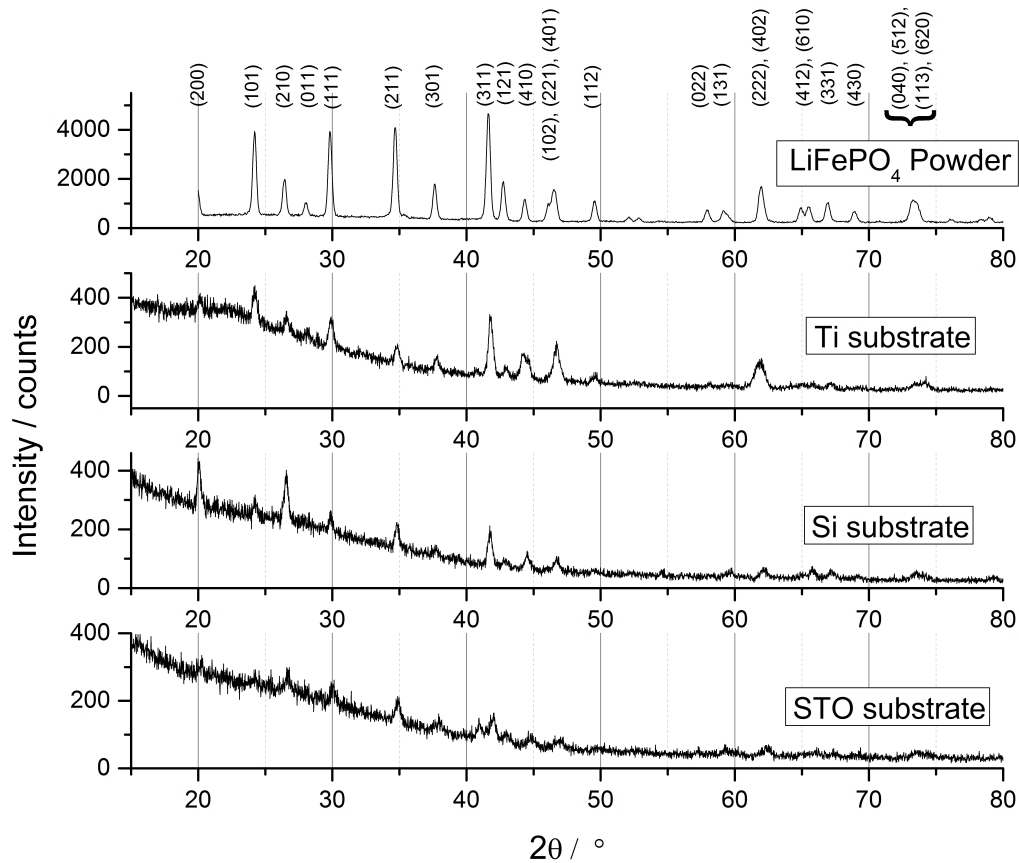 (200)
(101)
(210)
(011)
(111)
(211)
(301)
(311)
(121)
(410)
(102), (221), (401)
(112)
(022)
(131)
(222), (402)
(412), (610)
(331)
(430)
(040), (512),
(113), (620)
4000
2000
0
LiFePO4 Powder
20 30 40 50 60 70 80
400
200
0
Ti substrate
20 30 40 50 60 70 80
400
200
0
Si substrate
20 30 40 50 60 70 80
400
200
0
STO substrate
20 30 40 50 60 70 80
Intensity / counts
2θ / °